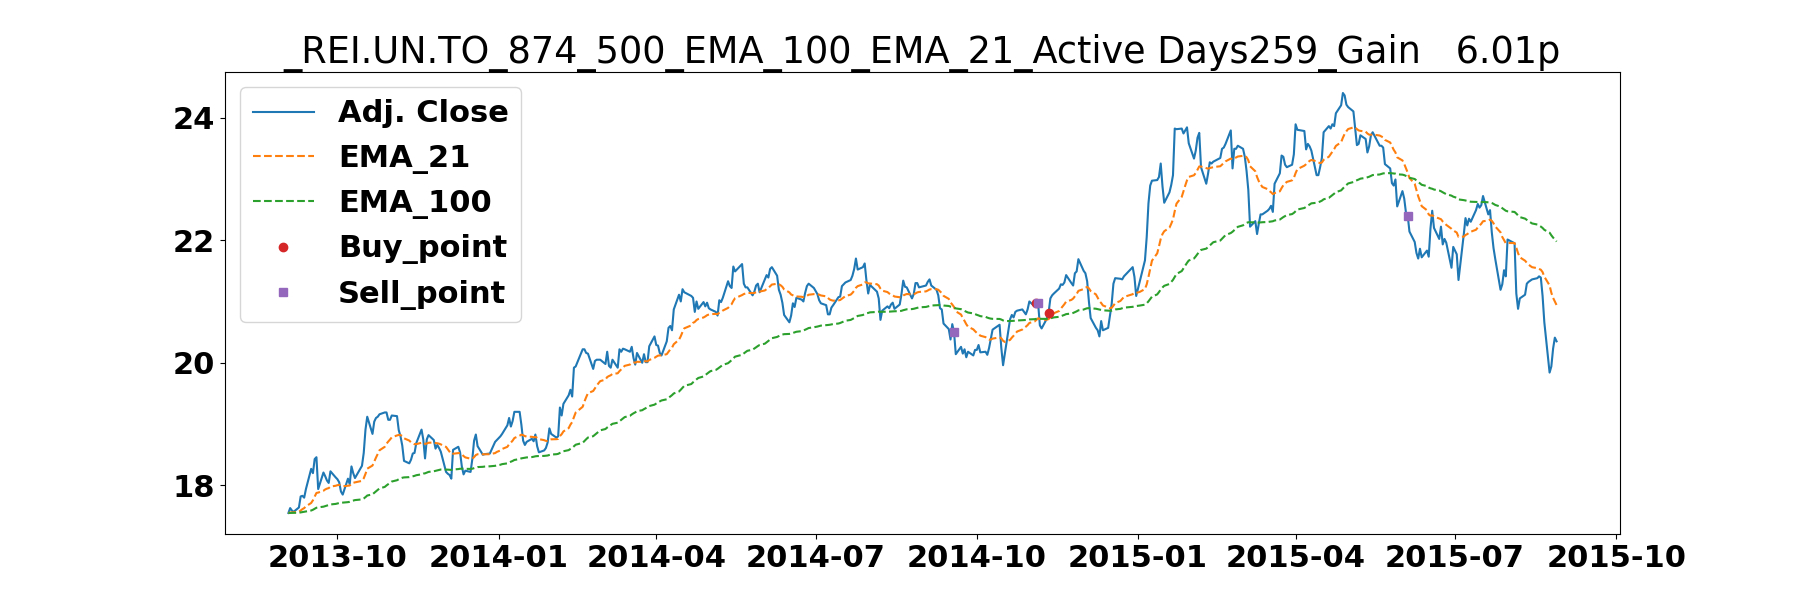 _REI.UN.TO_874_500_EMA_100_EMA_21_Active Days259_Gain   6.01p
Adj. Close
EMA_21
EMA_100
Buy_point
Sell_point
24
22
20
18
2013-10 2014-01 2014-04 2014-07 2014-10 2015-01 2015-04 2015-07 2015-10